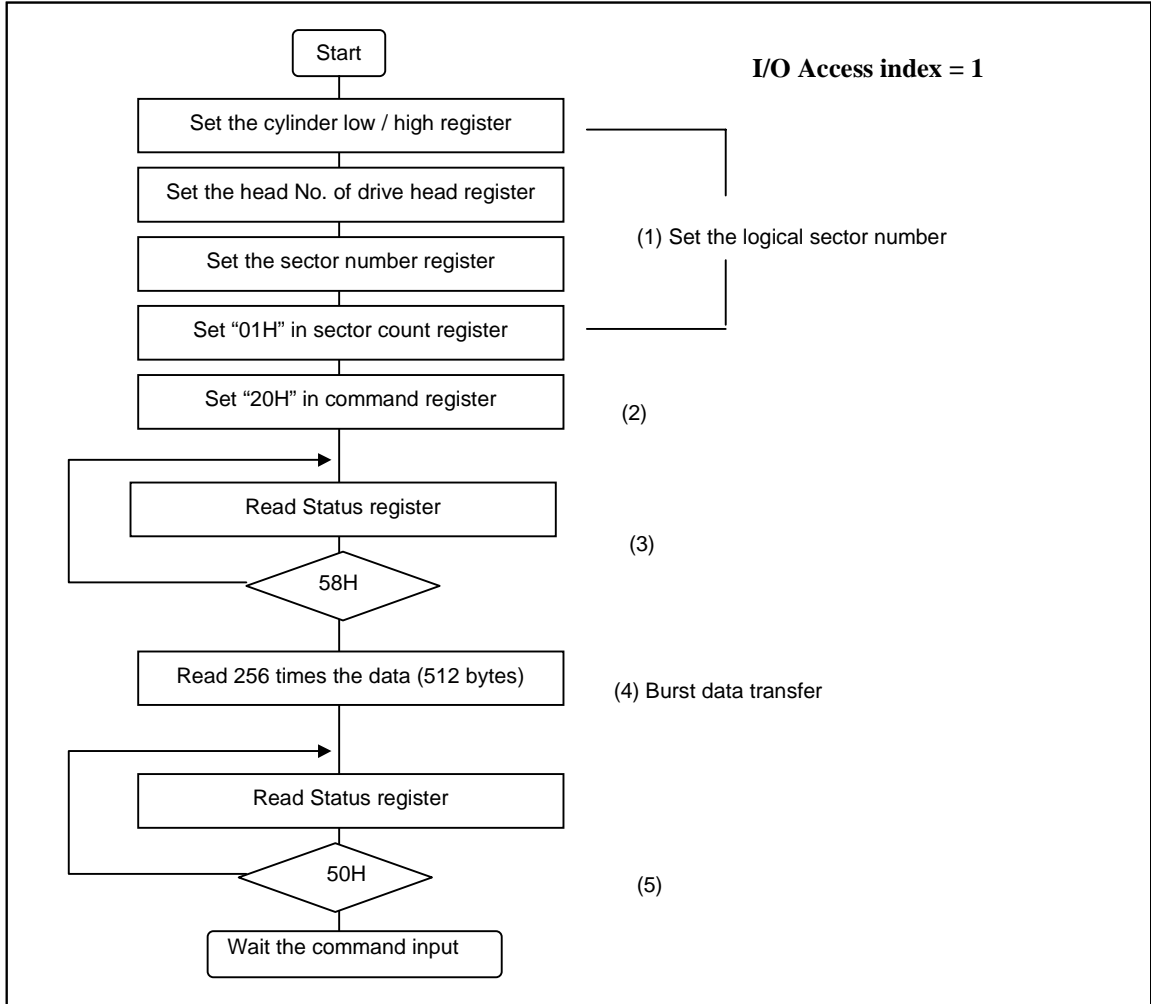 Start
I/O Access index = 1
Set the cylinder low / high register
Set the head No. of drive head register
(1) Set the logical sector number
Set the sector number register
Set “01H” in sector count register
Set “20H” in command register
(2)
Read Status register
(3)
58H
Read 256 times the data (512 bytes)
(4) Burst data transfer
Read Status register
50H
(5)
Wait the command input